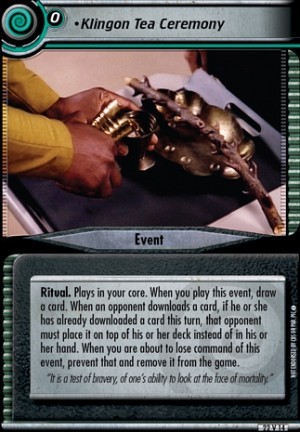 0
•Klingon Tea Ceremony
Event
Ritual. Plays in your core. When you play this event, draw
a card. When an opponent downloads a card, if he or she
has already downloaded a card this turn, that opponent
must place it on top of his or her deck instead of in his or
her hand. When you are about to lose command of this
event, prevent that and remove it from the game.
"It is a test of bravery, of one's ability to look at the face of mortality."
22 V 14